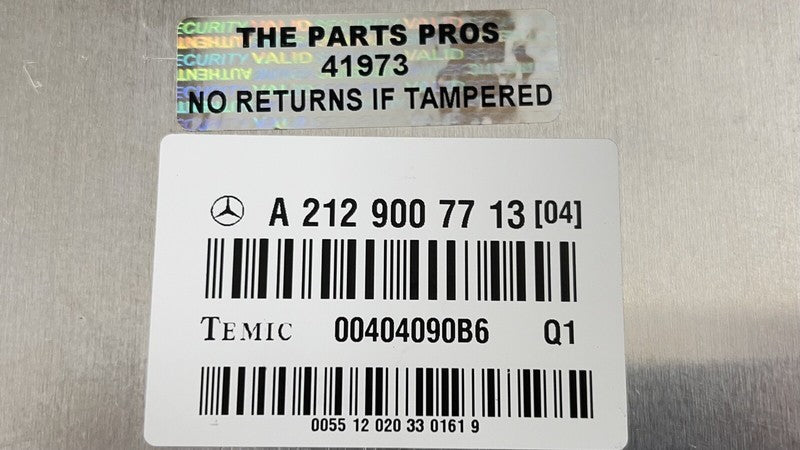 THE PARTS PROS
41973
NO RETURNS IF TAMPERED
A 212 900 77 13 [04]
TEMIC 00404090B6 Q1
0055 12 020 33 0161 9